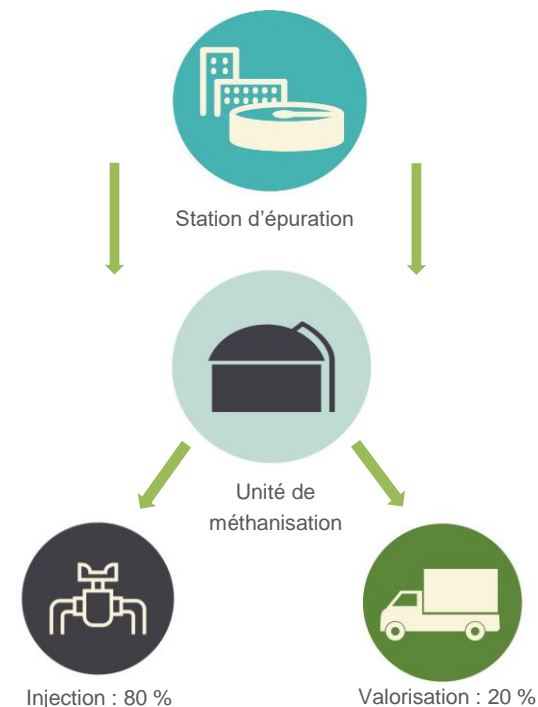 Station d'épuration
Unité de
méthanisation
Injection : 80 %
Valorisation : 20 %